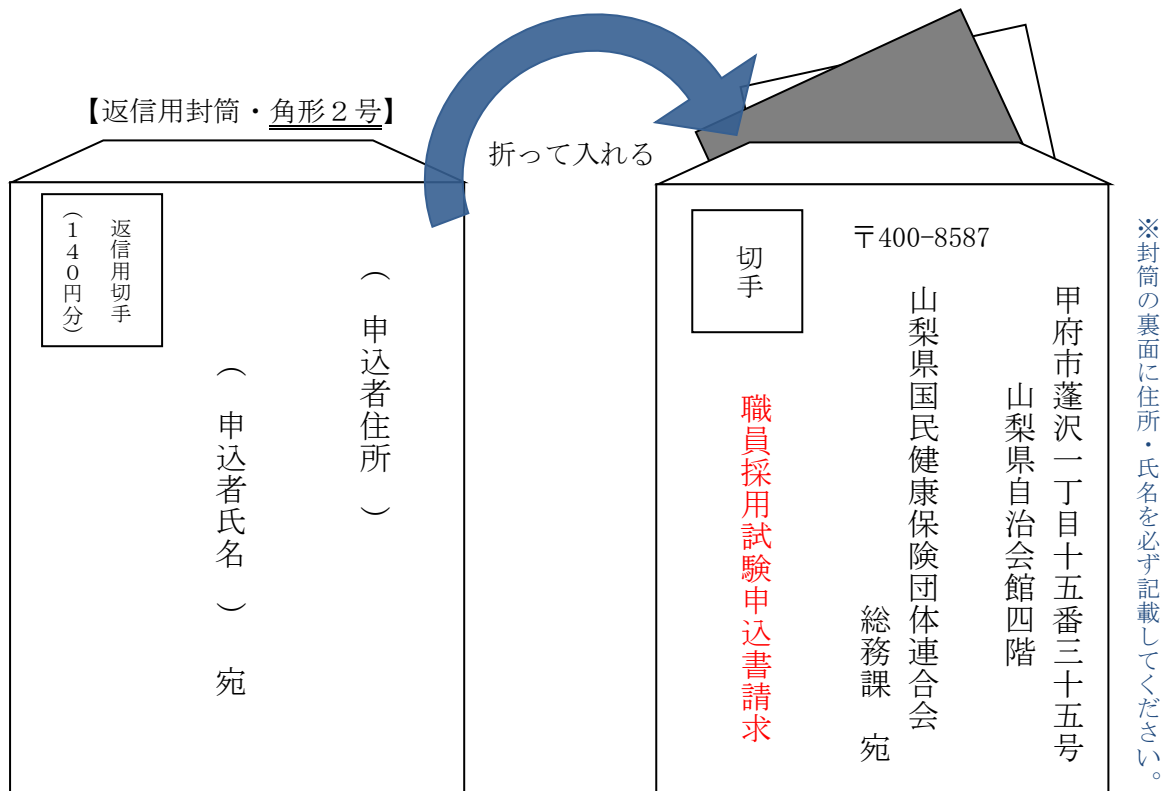 【返信用封筒・角形２号】
返信用切手
（１４０円分）
（　申込者住所　）
（　申込者氏名　）　宛
折って入れる
切手
〒400-8587
甲府市蓬沢一丁目十五番三十五号
山梨県自治会館四階
山梨県国民健康保険団体連合会
総務課　宛
職員採用試験申込書請求
※封筒の裏面に住所・氏名を必ず記載してください。